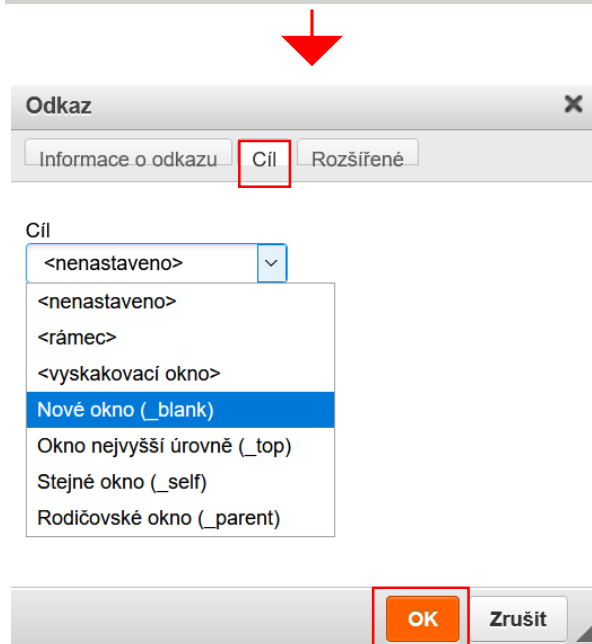 Odkaz
Informace o odkazu Cíl Rozšířené
Cíl
<nenastaveno>
<nenastaveno>
<rámec>
<vyskakovací okno>
Nové okno (_blank)
Okno nejvyšší úrovně (_top)
Stejné okno (_self)
Rodičovské okno (_parent)
OK Zrušit